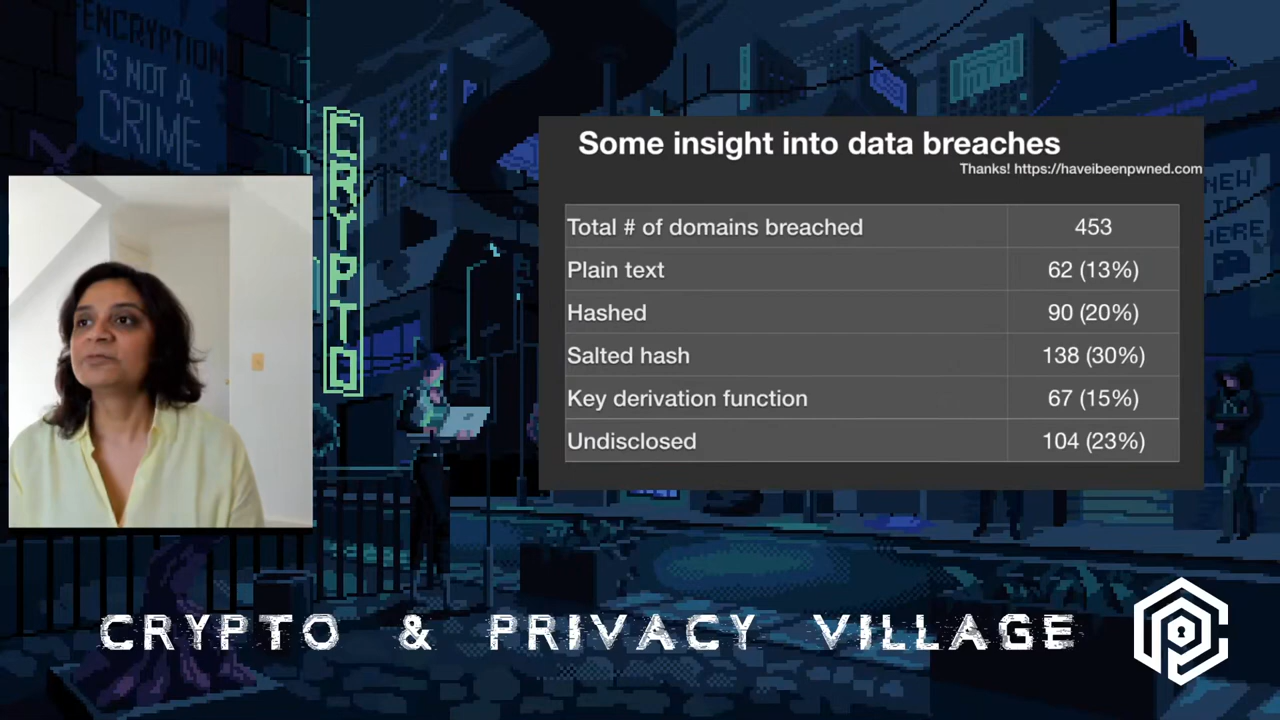 ENCRYPTION
IS NOT A
CRIME
CRYPTO
Some insight into data breaches
Thanks! https://haveibeenpwned.com
Total # of domains breached 453
Plain text 62 (13%)
Hashed 90 (20%)
Salted hash 138 (30%)
Key derivation function 67 (15%)
Undisclosed 104 (23%)
NEW
TO
HERE
CRYPTO & PRIVACY VILLAGE